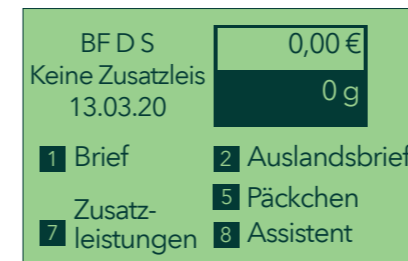 BF D S
Keine Zusatzleis
13.03.20
0,00 €
0 g
1 Brief
2 Auslandsbrief
5 Päckchen
7 Zusatz-
leistungen
8 Assistent